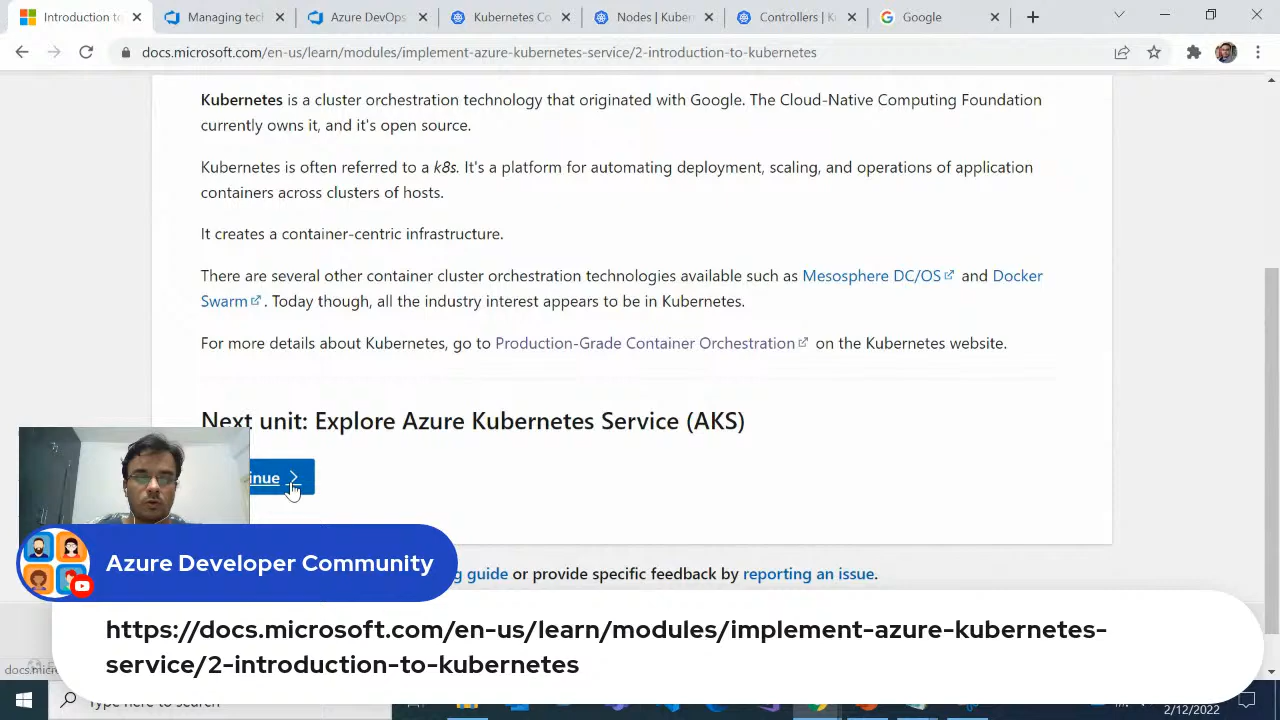 Introduction to
Managing tech
Azure DevOps
Kubernetes Co
Nodes | Kuber
Controllers | K
Google
docs.microsoft.com/en-us/learn/modules/implement-azure-kubernetes-service/2-introduction-to-kubernetes
Kubernetes is a cluster orchestration technology that originated with Google. The Cloud-Native Computing Foundation
currently owns it, and it's open source.
Kubernetes is often referred to a k8s. It's a platform for automating deployment, scaling, and operations of application
containers across clusters of hosts.
It creates a container-centric infrastructure.
There are several other container cluster orchestration technologies available such as Mesosphere DC/OS and Docker
Swarm. Today though, all the industry interest appears to be in Kubernetes.
For more details about Kubernetes, go to Production-Grade Container Orchestration on the Kubernetes website.
Next unit: Explore Azure Kubernetes Service (AKS)
inue
Azure Developer Community
g guide or provide specific feedback by reporting an issue.
https://docs.microsoft.com/en-us/learn/modules/implement-azure-kubernetes-
service/2-introduction-to-kubernetes
docs.mic
Type here to search
2/12/2022